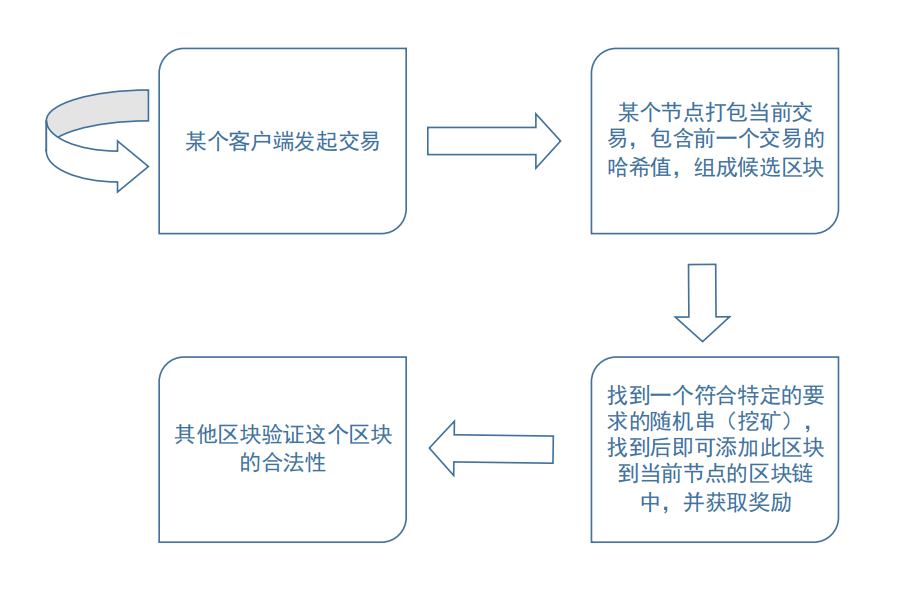 某个客户端发起交易
某个节点打包当前交
易，包含前一个交易的
哈希值，组成候选区块
找到一个符合特定的要
求的随机串（挖矿），
找到后即可添加此区块
到当前节点的区块链
中，并获取奖励
其他区块验证这个区块
的合法性